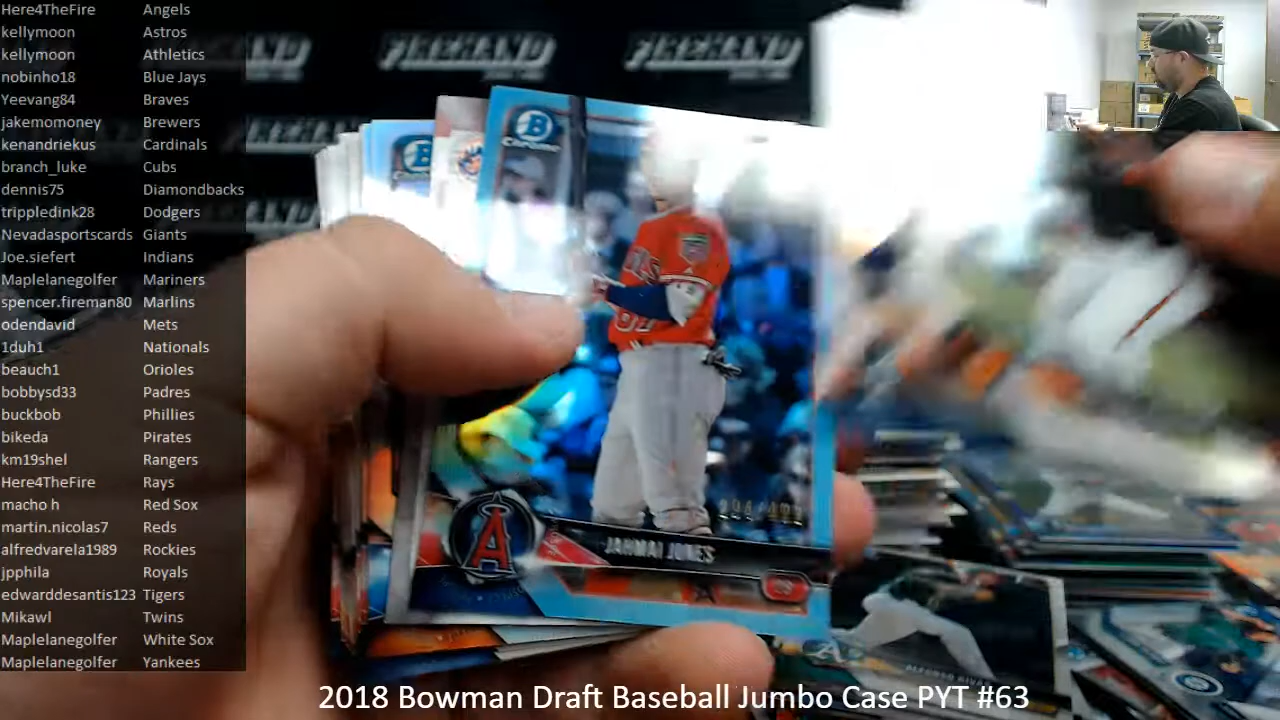 Here4TheFire Angels
kellymoon Astros
kellymoon Athletics
nobinho18 Blue Jays
Yeevang84 Braves
jakemomoney Brewers
kenandriekus Cardinals
branch_luke Cubs
dennis75 Diamondbacks
trippledink28 Dodgers
Nevadasportscards Giants
Joe.siefert Indians
Maplelanegolfer Mariners
spencer.fireman80 Marlins
odendavid Mets
1duh1 Nationals
beauch1 Orioles
bobbysd33 Padres
buckbob Phillies
bikeda Pirates
km19shel Rangers
Here4TheFire Rays
macho h Red Sox
martin.nicolas7 Reds
alfredvarela1989 Rockies
jpphila Royals
edwarddesantis123 Tigers
Mikawl Twins
Maplelanegolfer White Sox
Maplelanegolfer Yankees
FIREHAND
FIREHAND
B
CHROME
A
JAHMAI JONES
ALFONSO RIVAS
2018 Bowman Draft Baseball Jumbo Case PYT #63